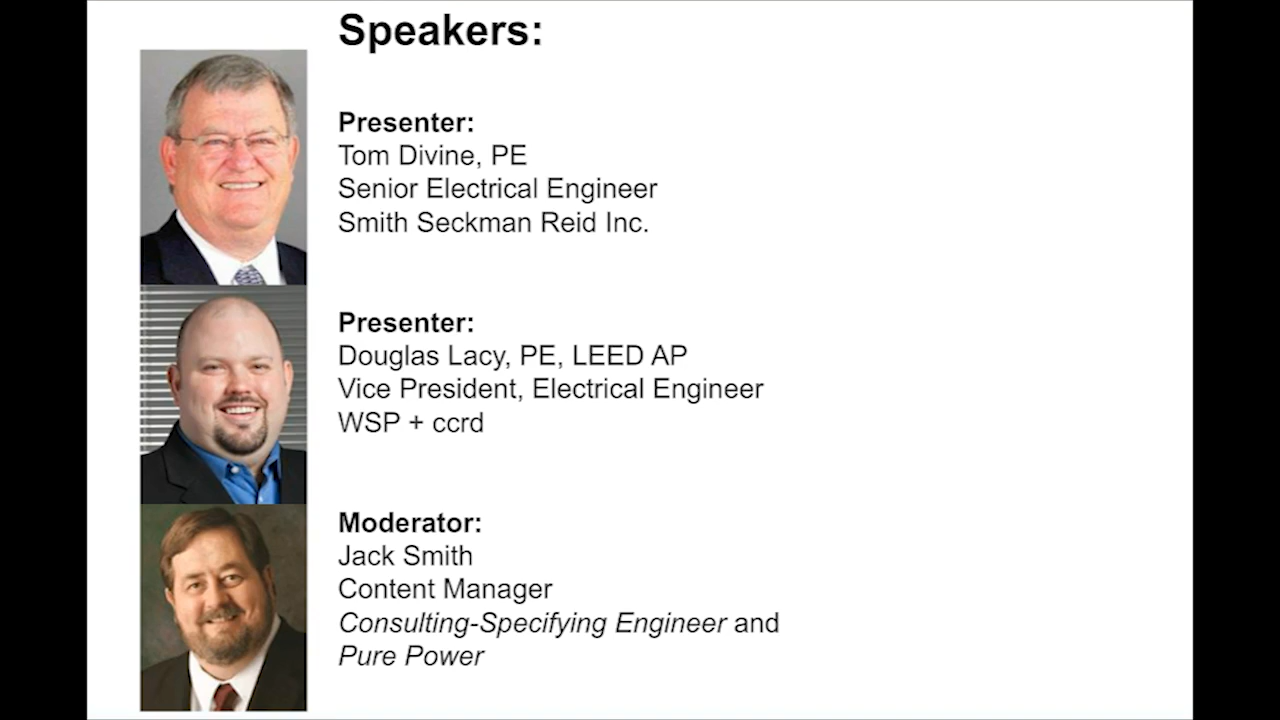 Speakers:
Presenter:
Tom Divine, PE
Senior Electrical Engineer
Smith Seckman Reid Inc.
Presenter:
Douglas Lacy, PE, LEED AP
Vice President, Electrical Engineer
WSP + ccrd
Moderator:
Jack Smith
Content Manager
Consulting-Specifying Engineer and
Pure Power